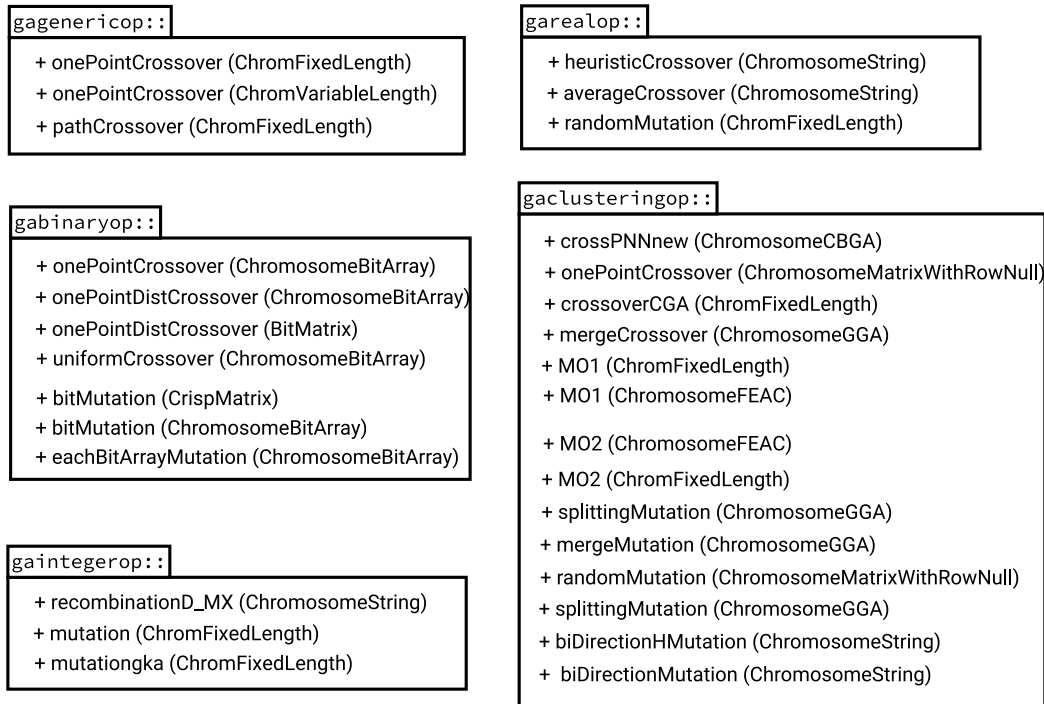 gagenericop::
+ onePointCrossover (ChromFixedLength)
+ onePointCrossover (ChromVariableLength)
+ pathCrossover (ChromFixedLength)
garealop::
+ heuristicCrossover (ChromosomeString)
+ averageCrossover (ChromosomeString)
+ randomMutation (ChromFixedLength)
gabinaryop::
+ onePointCrossover (ChromosomeBitArray)
+ onePointDistCrossover (ChromosomeBitArray)
+ onePointDistCrossover (BitMatrix)
+ uniformCrossover (ChromosomeBitArray)
+ bitMutation (CrispMatrix)
+ bitMutation (ChromosomeBitArray)
+ eachBitArrayMutation (ChromosomeBitArray)
gaclusteringop::
+ crossPNNnew (ChromosomeCBGA)
+ onePointCrossover (ChromosomeMatrixWithRowNull)
+ crossoverCGA (ChromFixedLength)
+ mergeCrossover (ChromosomeGGA)
+ MO1 (ChromFixedLength)
+ MO1 (ChromosomeFEAC)
+ MO2 (ChromosomeFEAC)
+ MO2 (ChromFixedLength)
+ splittingMutation (ChromosomeGGA)
+ mergeMutation (ChromosomeGGA)
+ randomMutation (ChromosomeMatrixWithRowNull)
+ splittingMutation (ChromosomeGGA)
+ biDirectionHMutation (ChromosomeString)
+ biDirectionMutation (ChromosomeString)
gaintegerop::
+ recombinationD_MX (ChromosomeString)
+ mutation (ChromFixedLength)
+ mutationgka (ChromFixedLength)